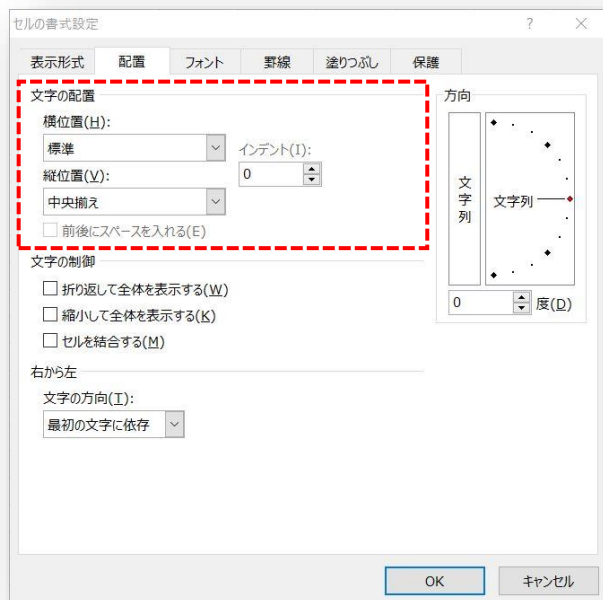 セルの書式設定
表示形式 配置 フォント 罫線 塗りつぶし 保護
文字の配置
横位置(H):
標準
インデント(I):
0
縦位置(V):
中央揃え
前後にスペースを入れる(E)
文字の制御
折り返して全体を表示する(W)
縮小して全体を表示する(K)
セルを結合する(M)
右から左
文字の方向(T):
最初の文字に依存
方向
文字列
文字列
0 度(D)
OK キャンセル